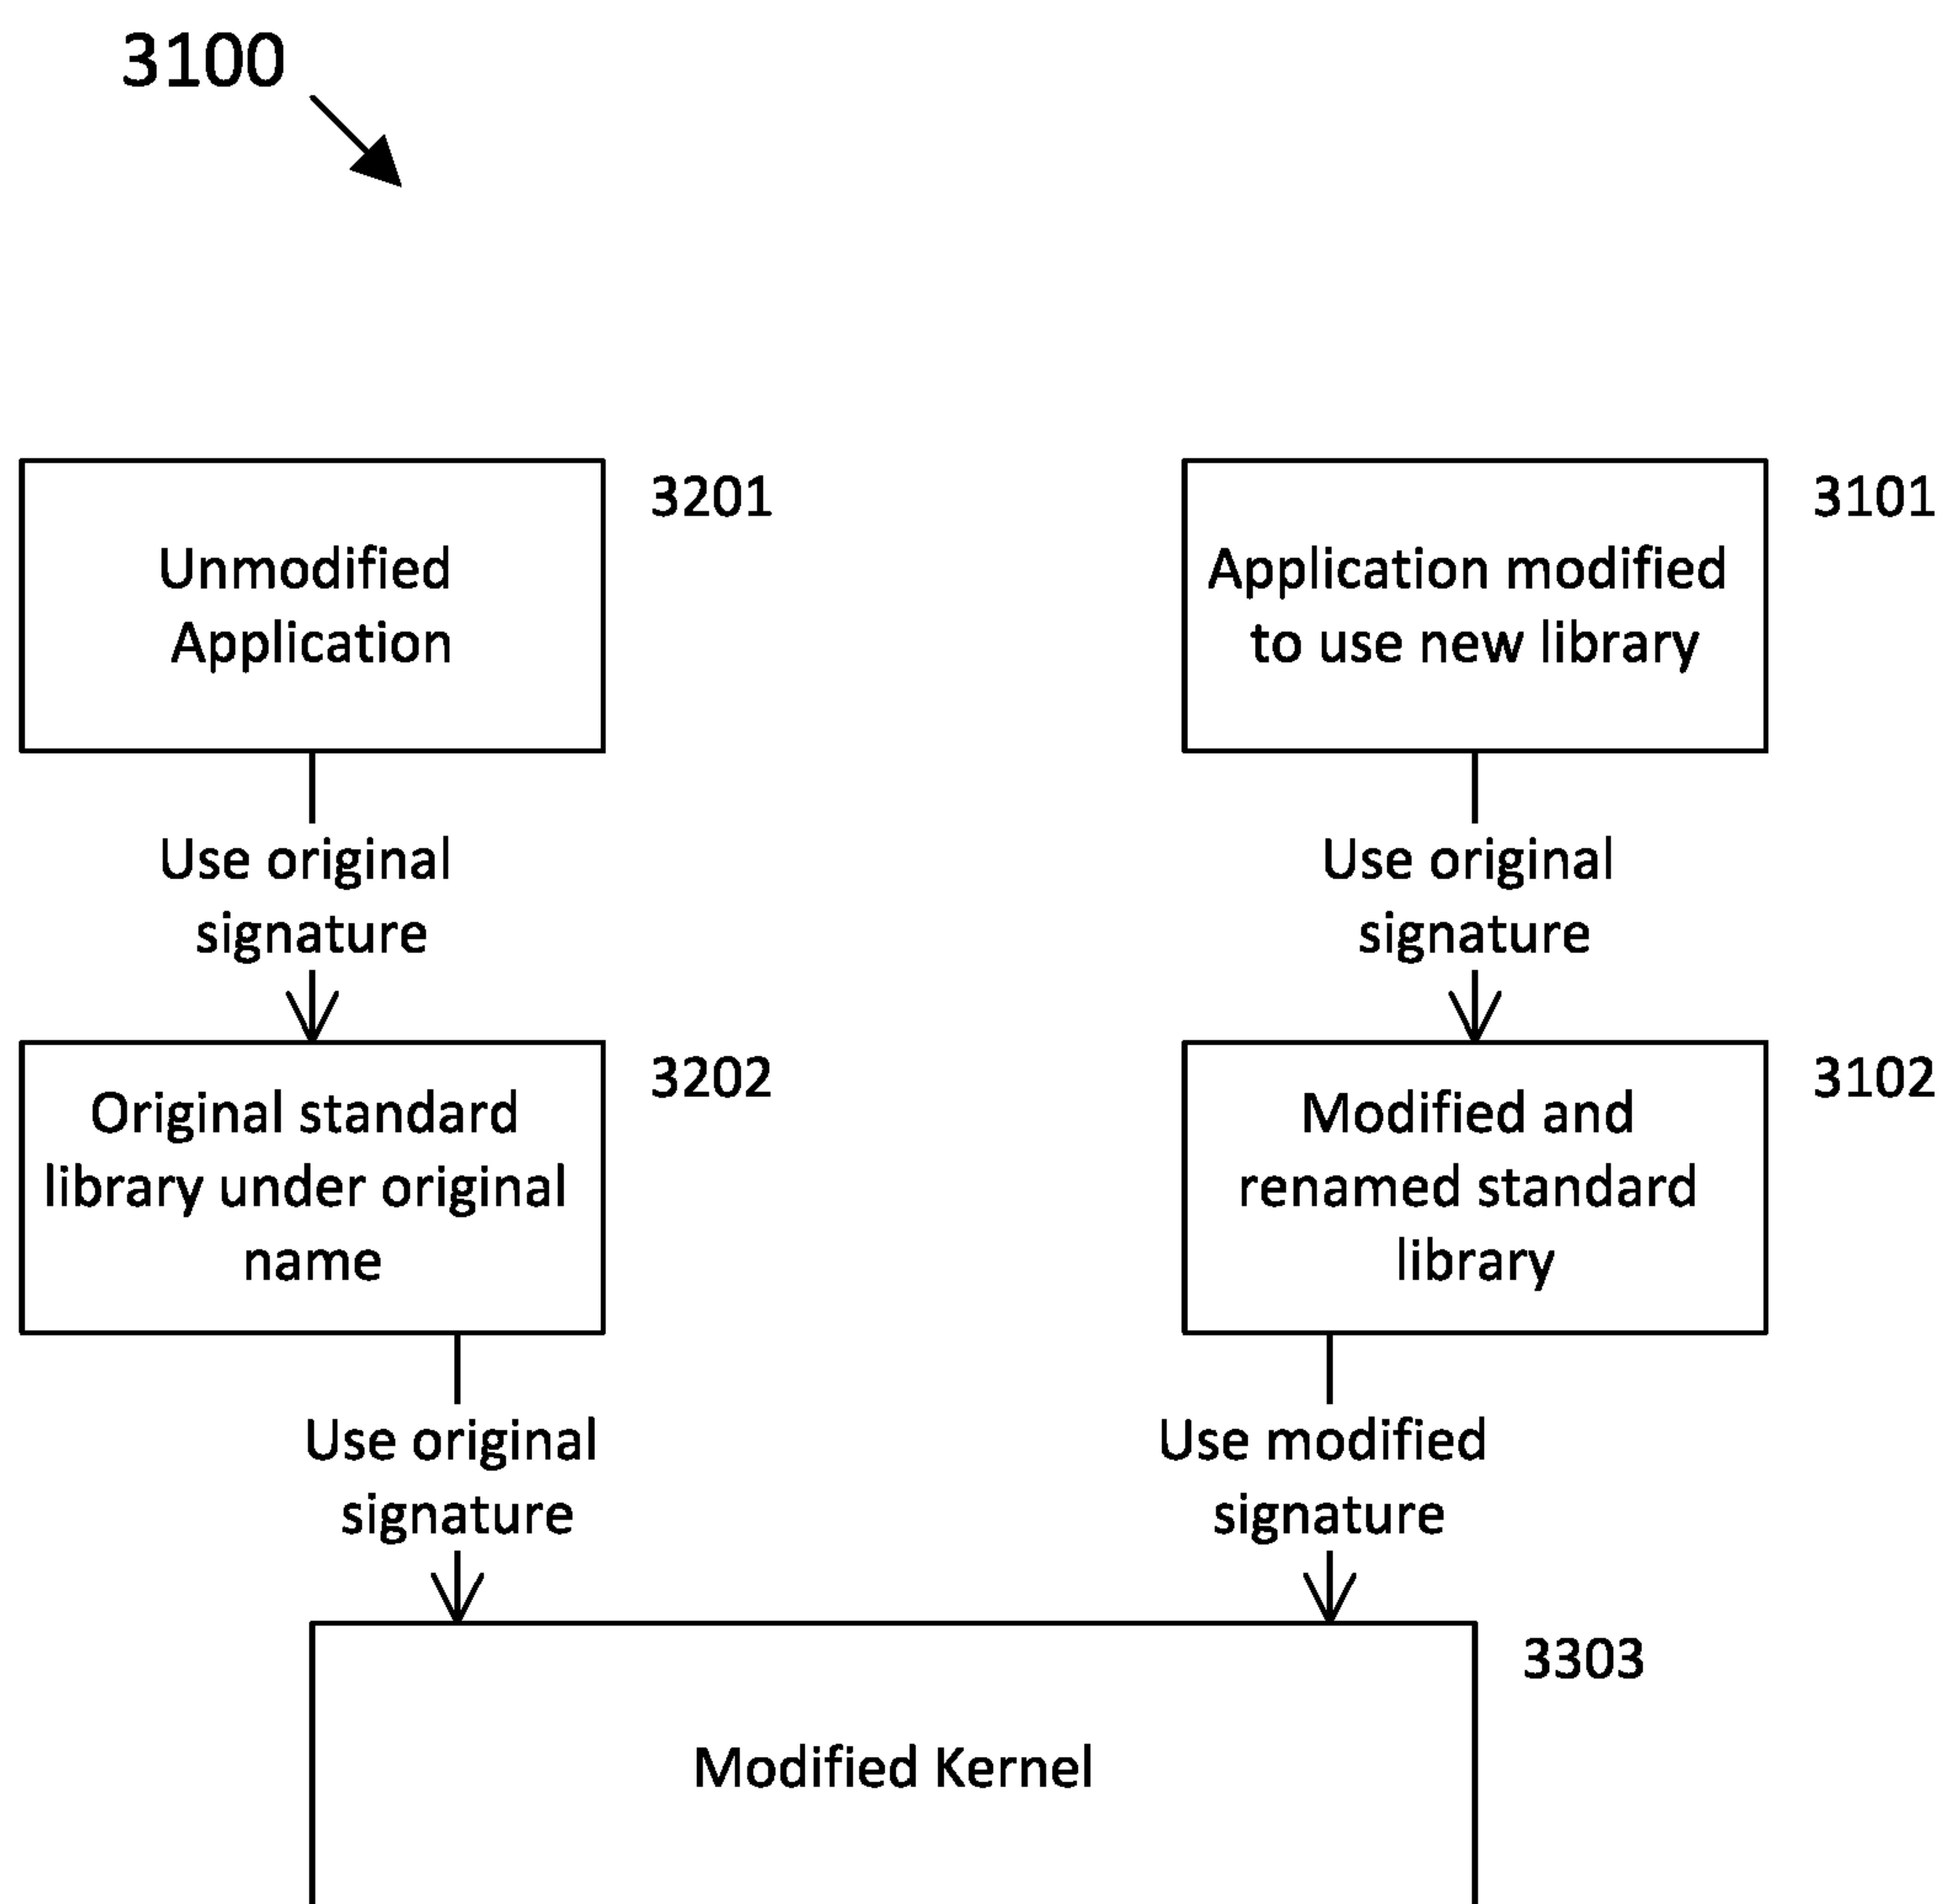 3100
3201
Unmodified
Application
3101
Application modified
to use new library
Use original
signature
Use original
signature
3202
Original standard
library under original
name
3102
Modified and
renamed standard
library
Use original
signature
Use modified
signature
3303
Modified Kernel